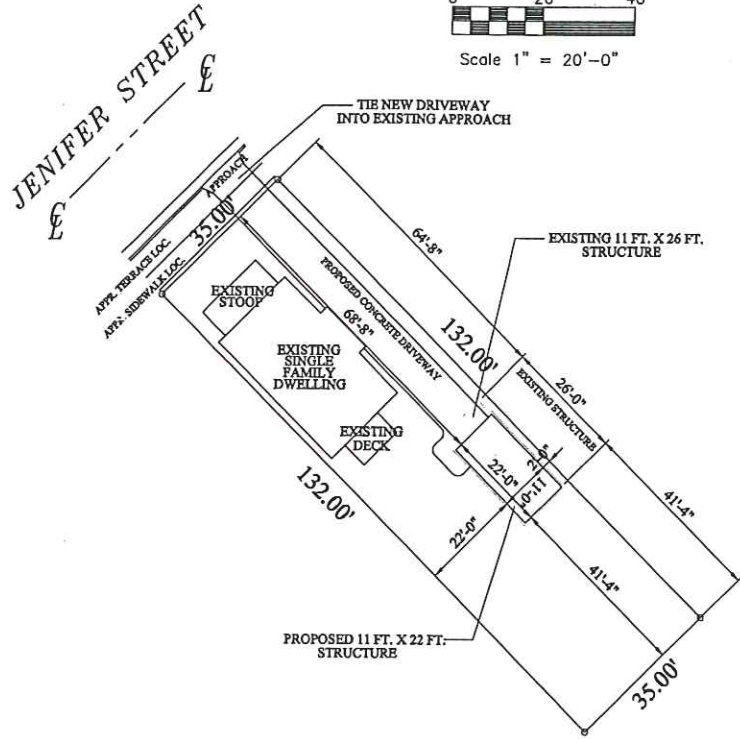 0 20 40
Scale 1" = 20'-0"
JENIFER STREET
℄
℄
TIE NEW DRIVEWAY
INTO EXISTING APPROACH
APPROACH
35.00'
APPR. TERRACE LOC.
APPR. SIDEWALK LOC.
64'-8"
EXISTING 11 FT. X 26 FT.
STRUCTURE
EXISTING
STOOP
PROPOSED CONCRETE DRIVEWAY
68'-8"
132.00'
EXISTING
SINGLE
FAMILY
DWELLING
26'-0"
EXISTING STRUCTURE
EXISTING
DECK
22'-0"
2'-0"
11'-0"
41'-4"
132.00'
22'-0"
41'-4"
PROPOSED 11 FT. X 22 FT.
STRUCTURE
35.00'